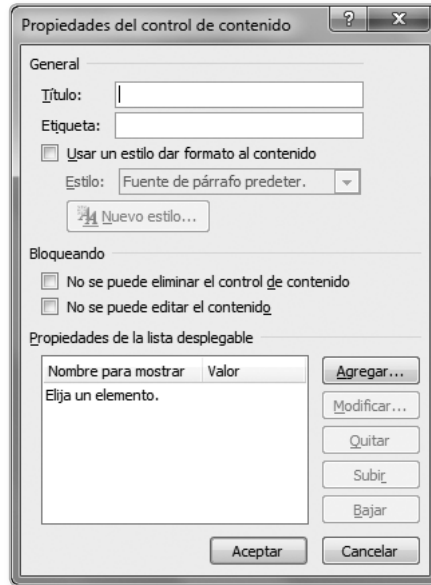 Propiedades del control de contenido
General
Título:
Etiqueta:
Usar un estilo dar formato al contenido
Estilo: Fuente de párrafo predeter.
Nuevo estilo...
Bloqueando
No se puede eliminar el control de contenido
No se puede editar el contenido
Propiedades de la lista desplegable
Nombre para mostrar Valor
Elija un elemento.
Agregar...
Modificar...
Quitar
Subir
Bajar
Aceptar Cancelar